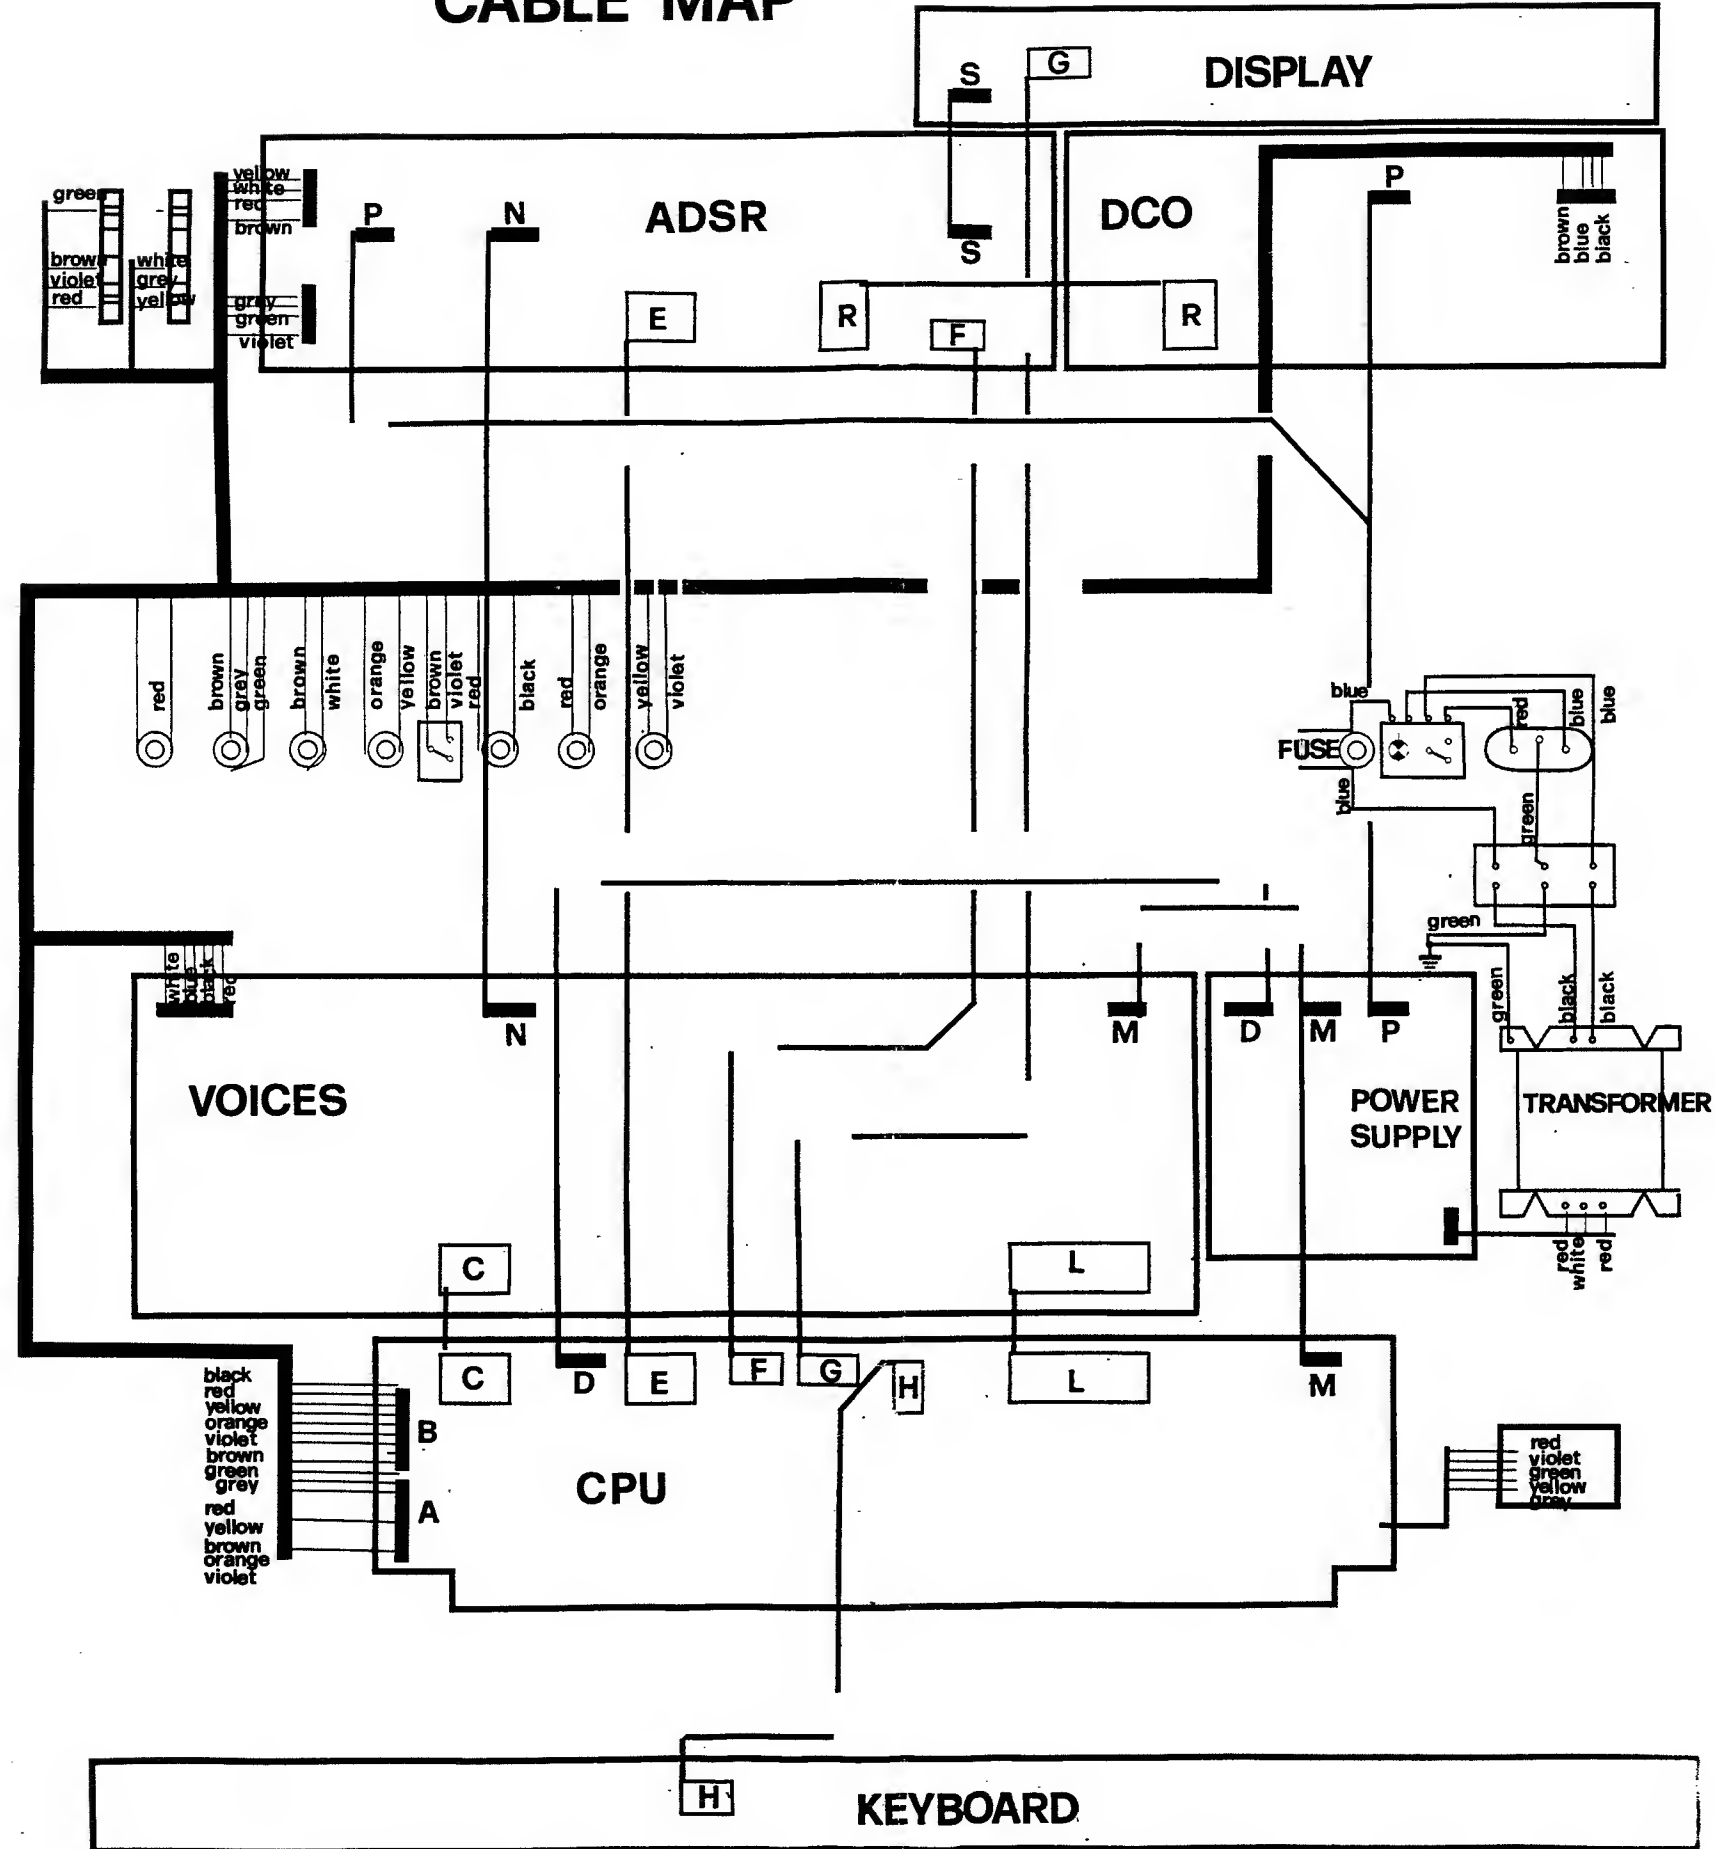 CABLE MAP
S
G
DISPLAY
yellow
white
red
brown
green
P
N
ADSR
S
DCO
P
brown
blue
black
brown
violet
red
white
grey
yellow
grey
green
violet
E
R
F
R
red
brown
grey
green
brown
white
orange
yellow
brown
violet
red
black
red
orange
yellow
violet
blue
red
blue
blue
FUSE
blue
green
green
white
blue
black
red
green
black
black
N
M
D
M
P
VOICES
POWER
SUPPLY
TRANSFORMER
C
L
red
white
red
black
red
yellow
orange
violet
brown
green
grey
red
yellow
brown
orange
violet
B
A
C
D
E
F
G
H
L
M
CPU
red
violet
green
yellow
grey
H
KEYBOARD